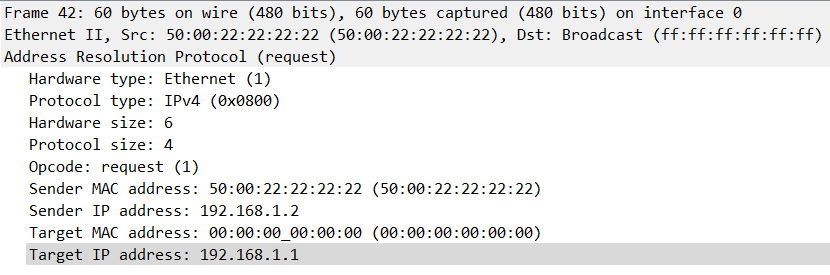 Frame 42: 60 bytes on wire (480 bits), 60 bytes captured (480 bits) on interface 0
Ethernet II, Src: 50:00:22:22:22:22 (50:00:22:22:22:22), Dst: Broadcast (ff:ff:ff:ff:ff:ff)
Address Resolution Protocol (request)
Hardware type: Ethernet (1)
Protocol type: IPv4 (0x0800)
Hardware size: 6
Protocol size: 4
Opcode: request (1)
Sender MAC address: 50:00:22:22:22:22 (50:00:22:22:22:22)
Sender IP address: 192.168.1.2
Target MAC address: 00:00:00_00:00:00 (00:00:00:00:00:00)
Target IP address: 192.168.1.1